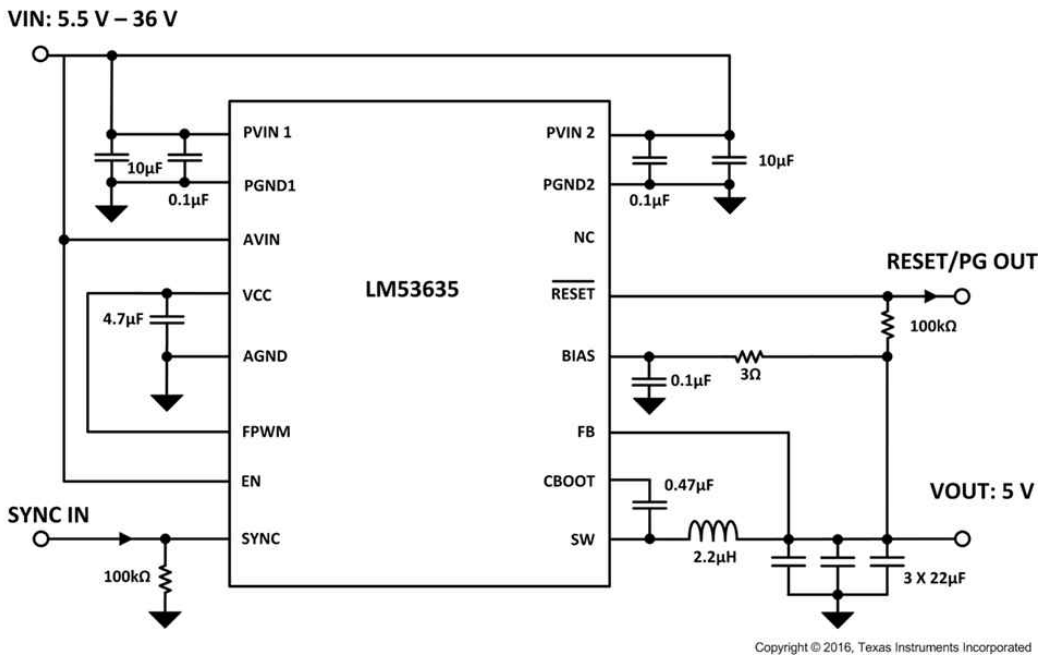 VIN: 5.5 V – 36 V
PVIN 1
PVIN 2
10µF
10µF
PGND1
PGND2
0.1µF
0.1µF
AVIN
NC
RESET/PG OUT
LM53635
VCC
RESET
4.7µF
100kΩ
AGND
BIAS
0.1µF
3Ω
FPWM
FB
EN
CBOOT
0.47µF
VOUT: 5 V
SYNC IN
SYNC
SW
2.2µH
100kΩ
3 X 22µF
Copyright © 2016, Texas Instruments Incorporated